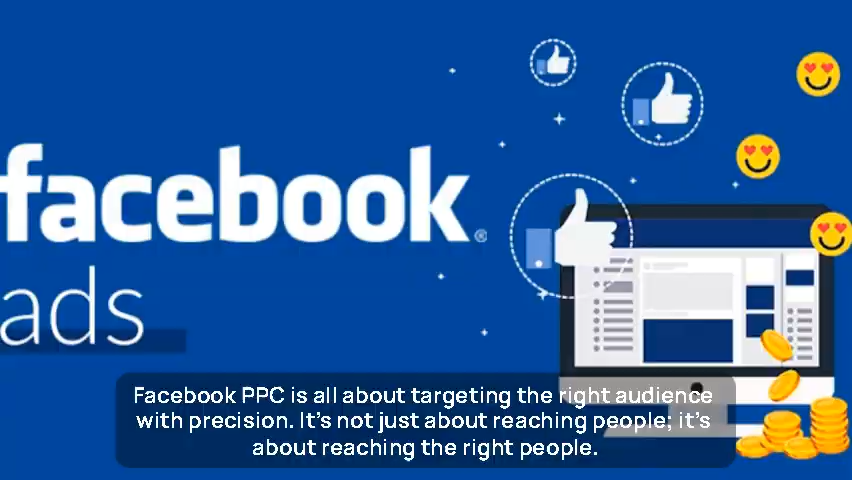 facebook®
ads
Facebook PPC is all about targeting the right audience
with precision. It's not just about reaching people; it's
about reaching the right people.